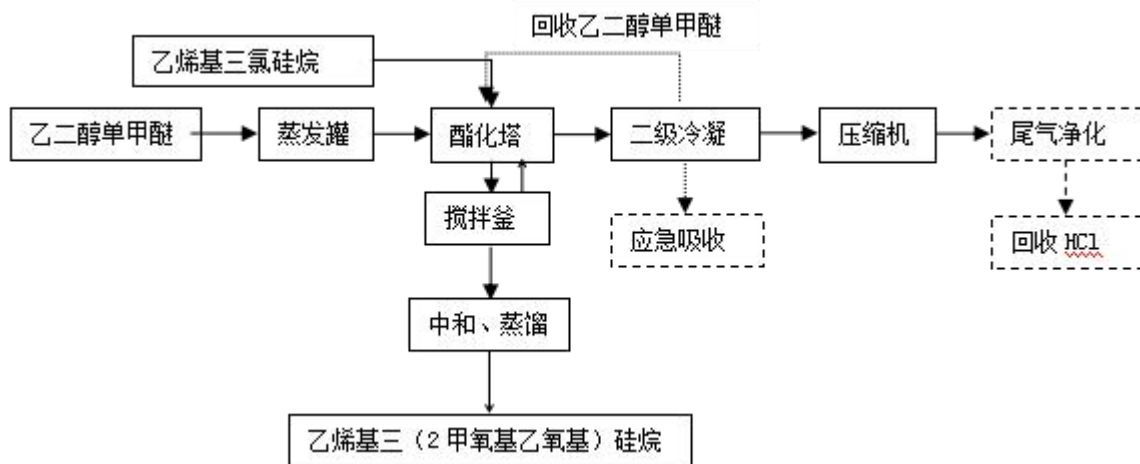 回收乙二醇单甲醚
乙烯基三氯硅烷
乙二醇单甲醚
蒸发罐
酯化塔
二级冷凝
压缩机
尾气净化
搅拌釜
应急吸收
回收 HCl
中和、蒸馏
乙烯基三（2 甲氧基乙氧基）硅烷